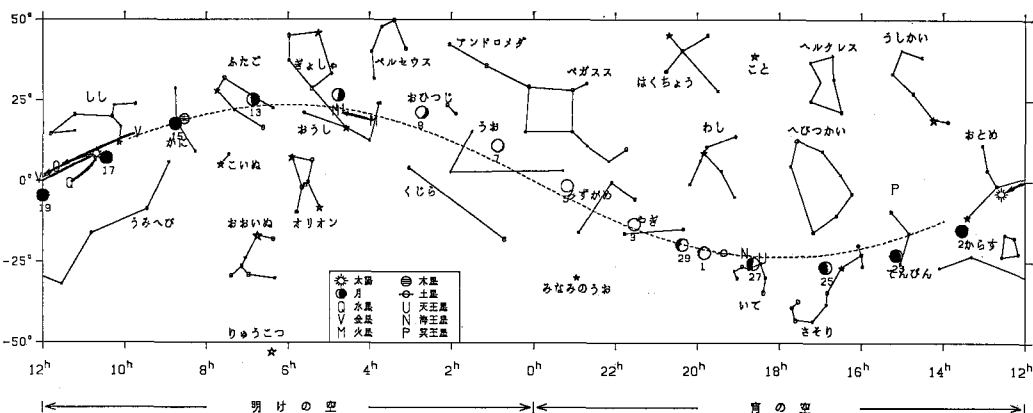 50°
25°
0°
-25°
-50°
アンドロメダ
ペガスス
ペルセウス
ぎょしゃ
ふたご
しし
ヘルクレス
うしかい
はくちょう
こと
おひつじ
おうし
うお
わし
へびつかい
おとめ
かに
こいぬ
くじら
みずがめ
うみへび
おおいぬ
オリオン
やぎ
からす
てんびん
みなみのうお
いて
さそり
りゅうこつ
13
15
17
19
9
7
5
3
29
1
27
25
23
2
V
Q
V
Q
M
N
U
P
太陽
月
Q 水星
V 金星
M 火星
木星
土星
U 天王星
N 海王星
P 冥王星
12h 10h 8h 6h 4h 2h 0h 22h 20h 18h 16h 14h 12h
明けの空 宵の空